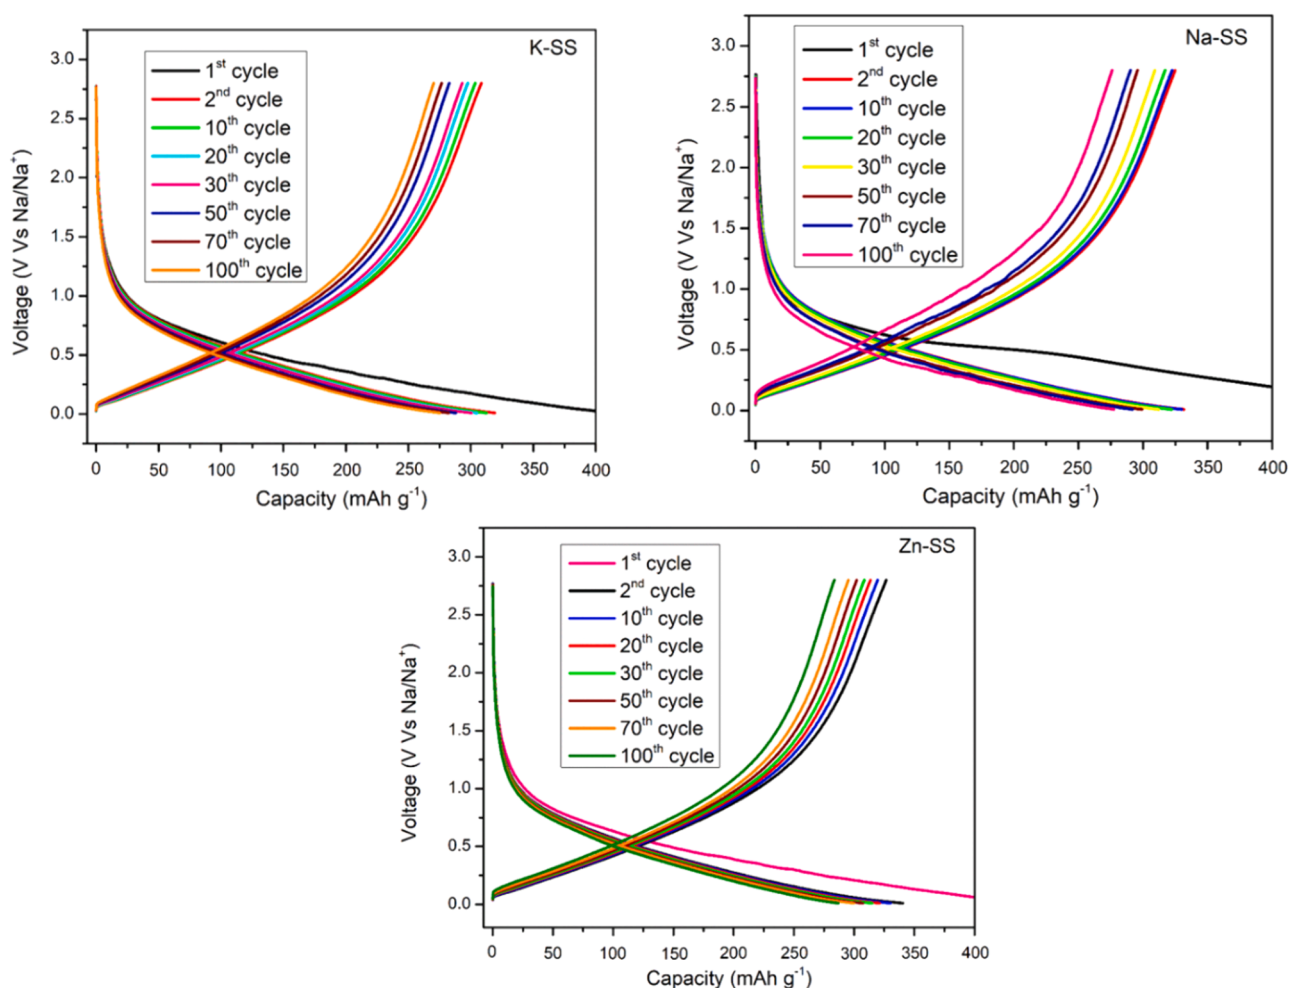 K-SS
3.0
2.5
2.0
1.5
1.0
0.5
0.0
Voltage (V Vs Na/Na⁺)
1ˢᵗ cycle
2ⁿᵈ cycle
10ᵗʰ cycle
20ᵗʰ cycle
30ᵗʰ cycle
50ᵗʰ cycle
70ᵗʰ cycle
100ᵗʰ cycle
0 50 100 150 200 250 300 350 400
Capacity (mAh g⁻¹)
Na-SS
3.0
2.5
2.0
1.5
1.0
0.5
0.0
Voltage (V Vs Na/Na⁺)
1ˢᵗ cycle
2ⁿᵈ cycle
10ᵗʰ cycle
20ᵗʰ cycle
30ᵗʰ cycle
50ᵗʰ cycle
70ᵗʰ cycle
100ᵗʰ cycle
0 50 100 150 200 250 300 350 400
Capacity (mAh g⁻¹)
Zn-SS
3.0
2.5
2.0
1.5
1.0
0.5
0.0
Voltage (V Vs Na/Na⁺)
1ˢᵗ cycle
2ⁿᵈ cycle
10ᵗʰ cycle
20ᵗʰ cycle
30ᵗʰ cycle
50ᵗʰ cycle
70ᵗʰ cycle
100ᵗʰ cycle
0 50 100 150 200 250 300 350 400
Capacity (mAh g⁻¹)